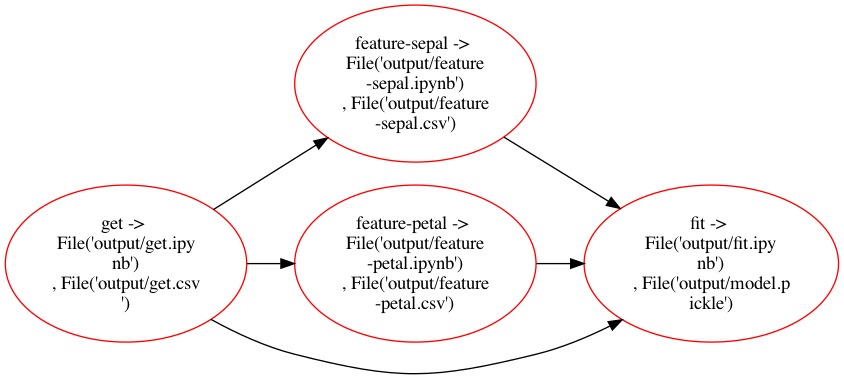 feature-sepal ->
File('output/feature
-sepal.ipynb')
, File('output/feature
-sepal.csv')
get ->
File('output/get.ipy
nb')
, File('output/get.csv
')
feature-petal ->
File('output/feature
-petal.ipynb')
, File('output/feature
-petal.csv')
fit ->
File('output/fit.ipy
nb')
, File('output/model.p
ickle')